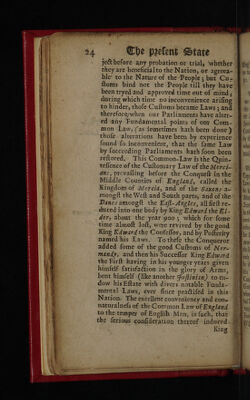 24 The present State
ject before any probation or trial, whether
they are beneficial to the Nation, or agreea-
ble to the Nature of the People; but Cu-
stoms bind not the People till they have
been tryed and approved time out of mind,
during which time no inconvenience arising
to hinder, those Customs became Laws; and
therefore when our Parliaments have alter-
ed any Fundamental points of our Com-
mon Law, (as sometimes hath been done)
those alterations have been by experience
found so inconvenient, that the same Law
by succeeding Parliaments hath soon been
restored. This Common-Law is the Quin-
tessence of the Customary Law of the Merci-
ans, prevailing before the Conquest in the
Middle Counties of England, called the
Kingdom of Mercia, and of the Saxons a-
mongst the West and South parts, and of the
Danes amongst the East-Angles, all first re-
duced into one body by King Edward the El-
der, about the year 900; which for some
time almost lost, were revived by the good
King Edward the Confessor, and by Posterity
named his Laws. To these the Conqueror
added some of the good Customs of Nor-
mandy, and then his Successor King Edward
the First having in his younger years given
himself satisfaction in the glory of Arms,
bent himself (like another Justinian) to en-
dow his Estate with divers notable Funda-
mental Laws, ever since practised in this
Nation. The excellent conveniency and con-
naturalness of the Common Law of England
to the temper of English Men, is such, that
the serious consideration thereof induced
King